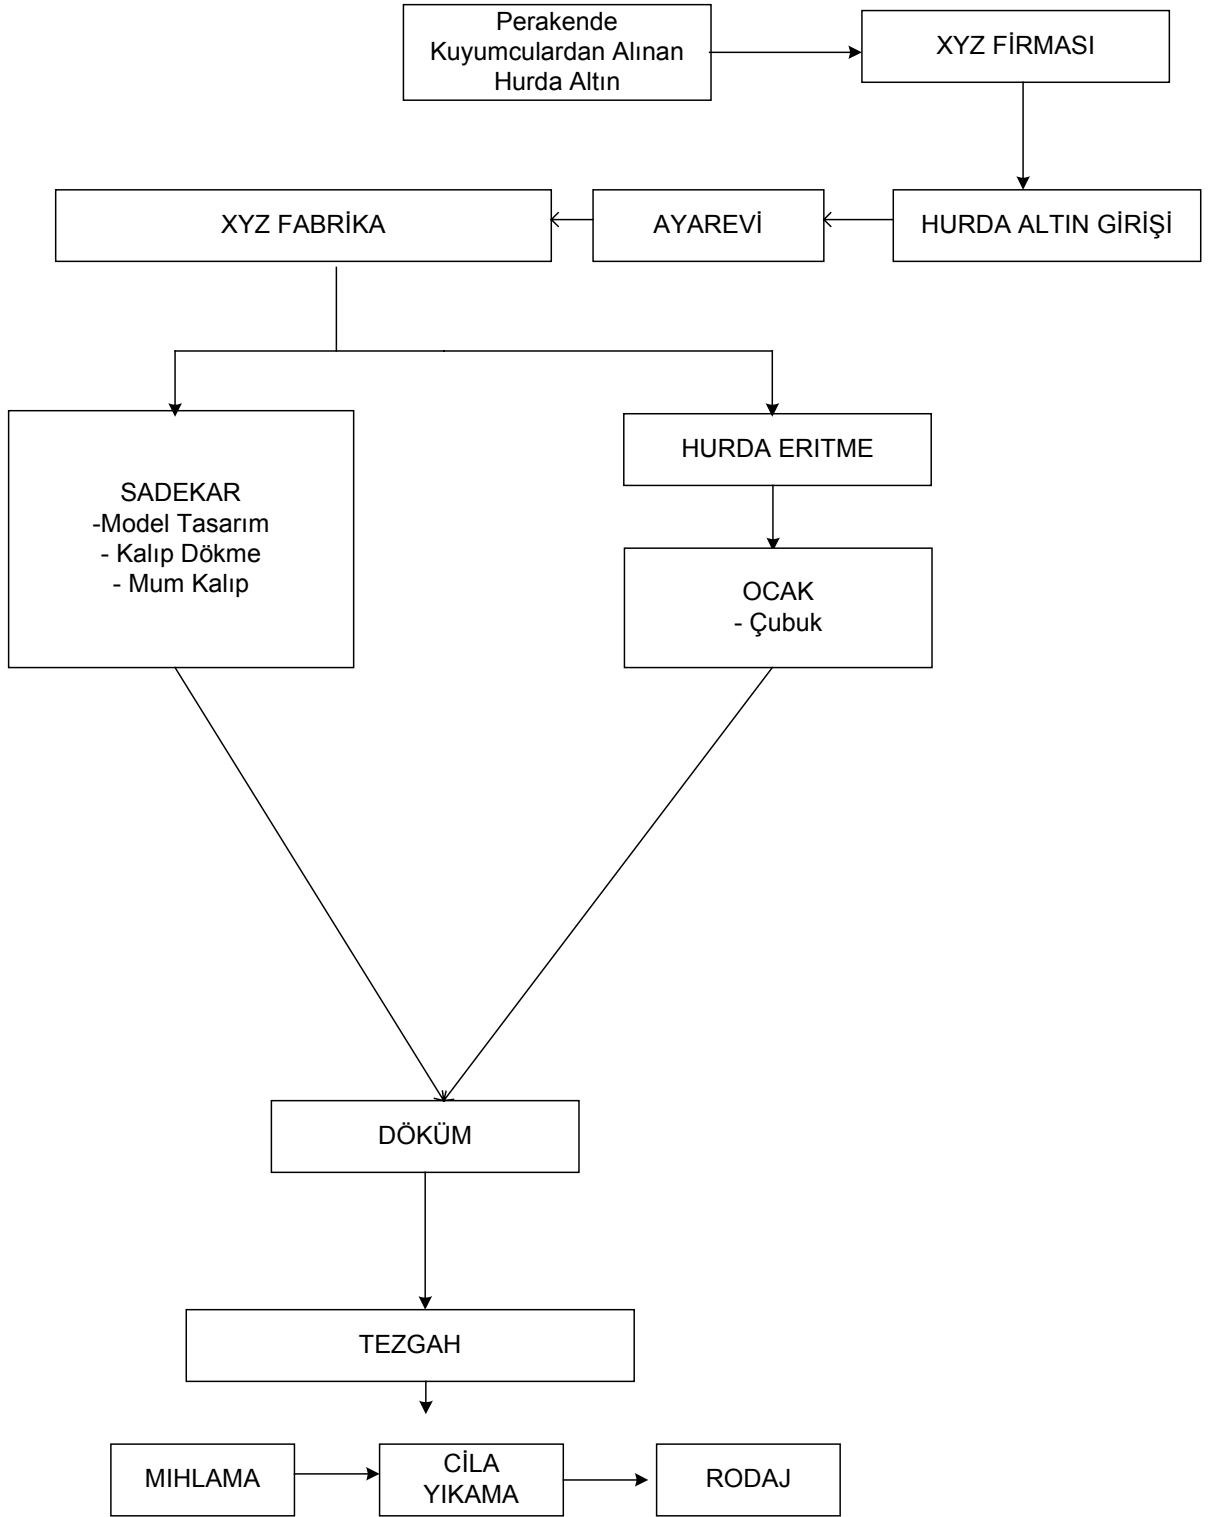 Perakende
Kuyumculardan Alınan
Hurda Altın
XYZ FİRMASI
XYZ FABRİKA
AYAREVİ
HURDA ALTIN GİRİŞİ
SADEKAR
-Model Tasarım
- Kalıp Dökme
- Mum Kalıp
HURDA ERITME
OCAK
- Çubuk
DÖKÜM
TEZGAH
MIHLAMA
CİLA
YIKAMA
RODAJ